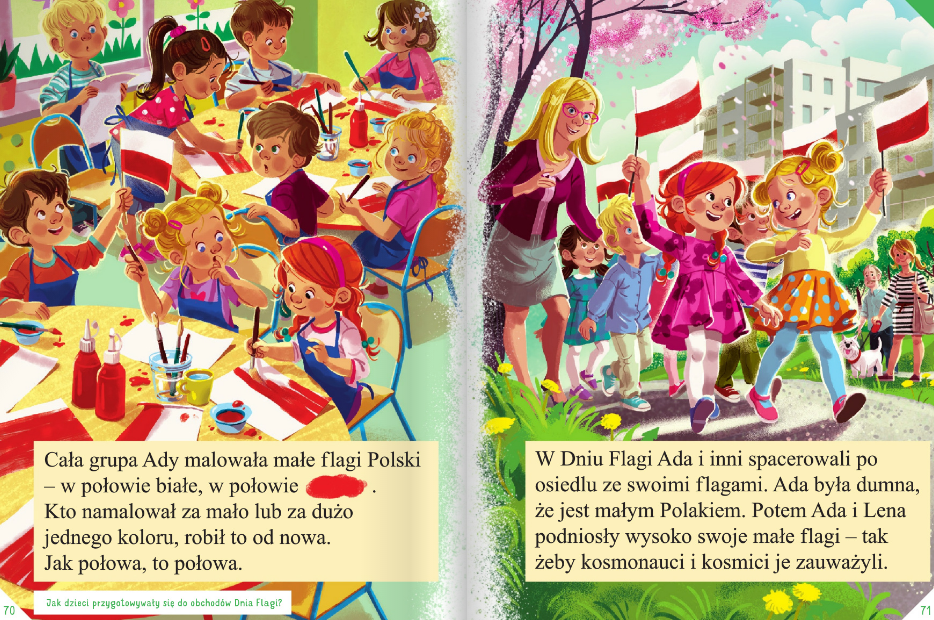 Cała grupa Ady malowała małe flagi Polski
– w połowie białe, w połowie .
Kto namalował za mało lub za dużo
jednego koloru, robił to od nowa.
Jak połowa, to połowa.
70
Jak dzieci przygotowywały się do obchodów Dnia Flagi?
W Dniu Flagi Ada i inni spacerowali po
osiedlu ze swoimi flagami. Ada była dumna,
że jest małym Polakiem. Potem Ada i Lena
podniosły wysoko swoje małe flagi – tak
żeby kosmonauci i kosmici je zauważyli.
71